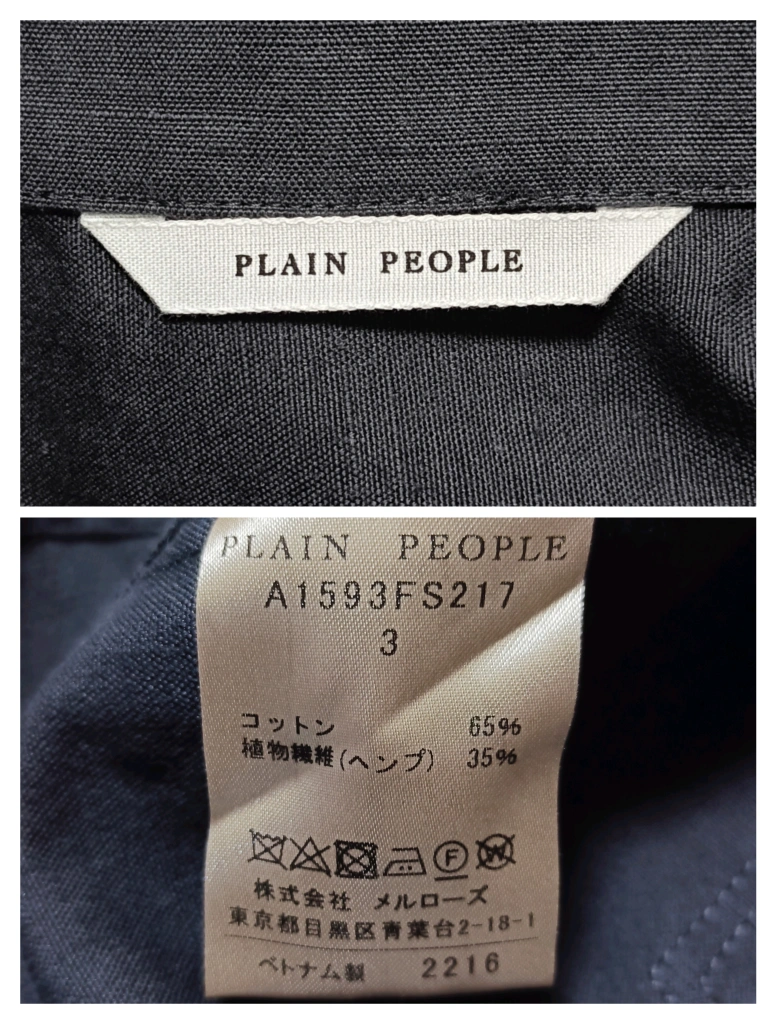 PLAIN PEOPLE
PLAIN PEOPLE
A1593FS217
3
コットン 65%
植物繊維(ヘンプ) 35%
F W
株式会社 メルローズ
東京都目黒区青葉台2-18-1
ベトナム製 2216